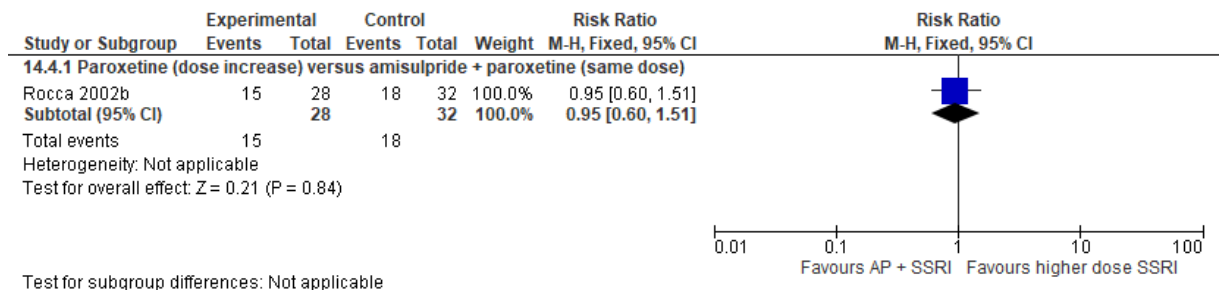 Experimental Control Risk Ratio Risk Ratio
Study or Subgroup Events Total Events Total Weight M-H, Fixed, 95% CI M-H, Fixed, 95% CI
14.4.1 Paroxetine (dose increase) versus amisulpride + paroxetine (same dose)
Rocca 2002b 15 28 18 32 100.0% 0.95 [0.60, 1.51]
Subtotal (95% CI) 28 32 100.0% 0.95 [0.60, 1.51]
Total events 15 18
Heterogeneity: Not applicable
Test for overall effect: Z = 0.21 (P = 0.84)
0.01 0.1 1 10 100
Favours AP + SSRI Favours higher dose SSRI
Test for subgroup differences: Not applicable